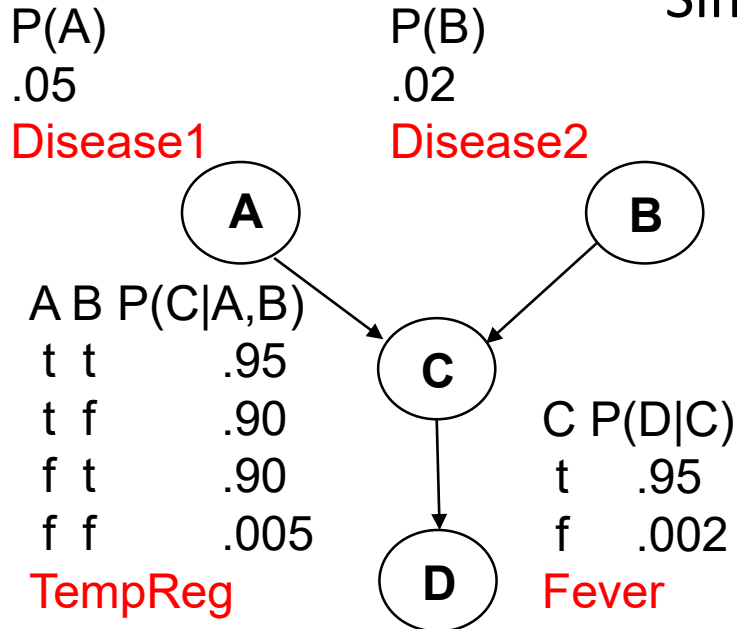 P(A)
.05
Disease1
P(B)
.02
Disease2
A
B
A B P(C|A,B)
t t .95
t f .90
f t .90
f f .005
TempReg
C
C P(D|C)
t .95
f .002
Fever
D